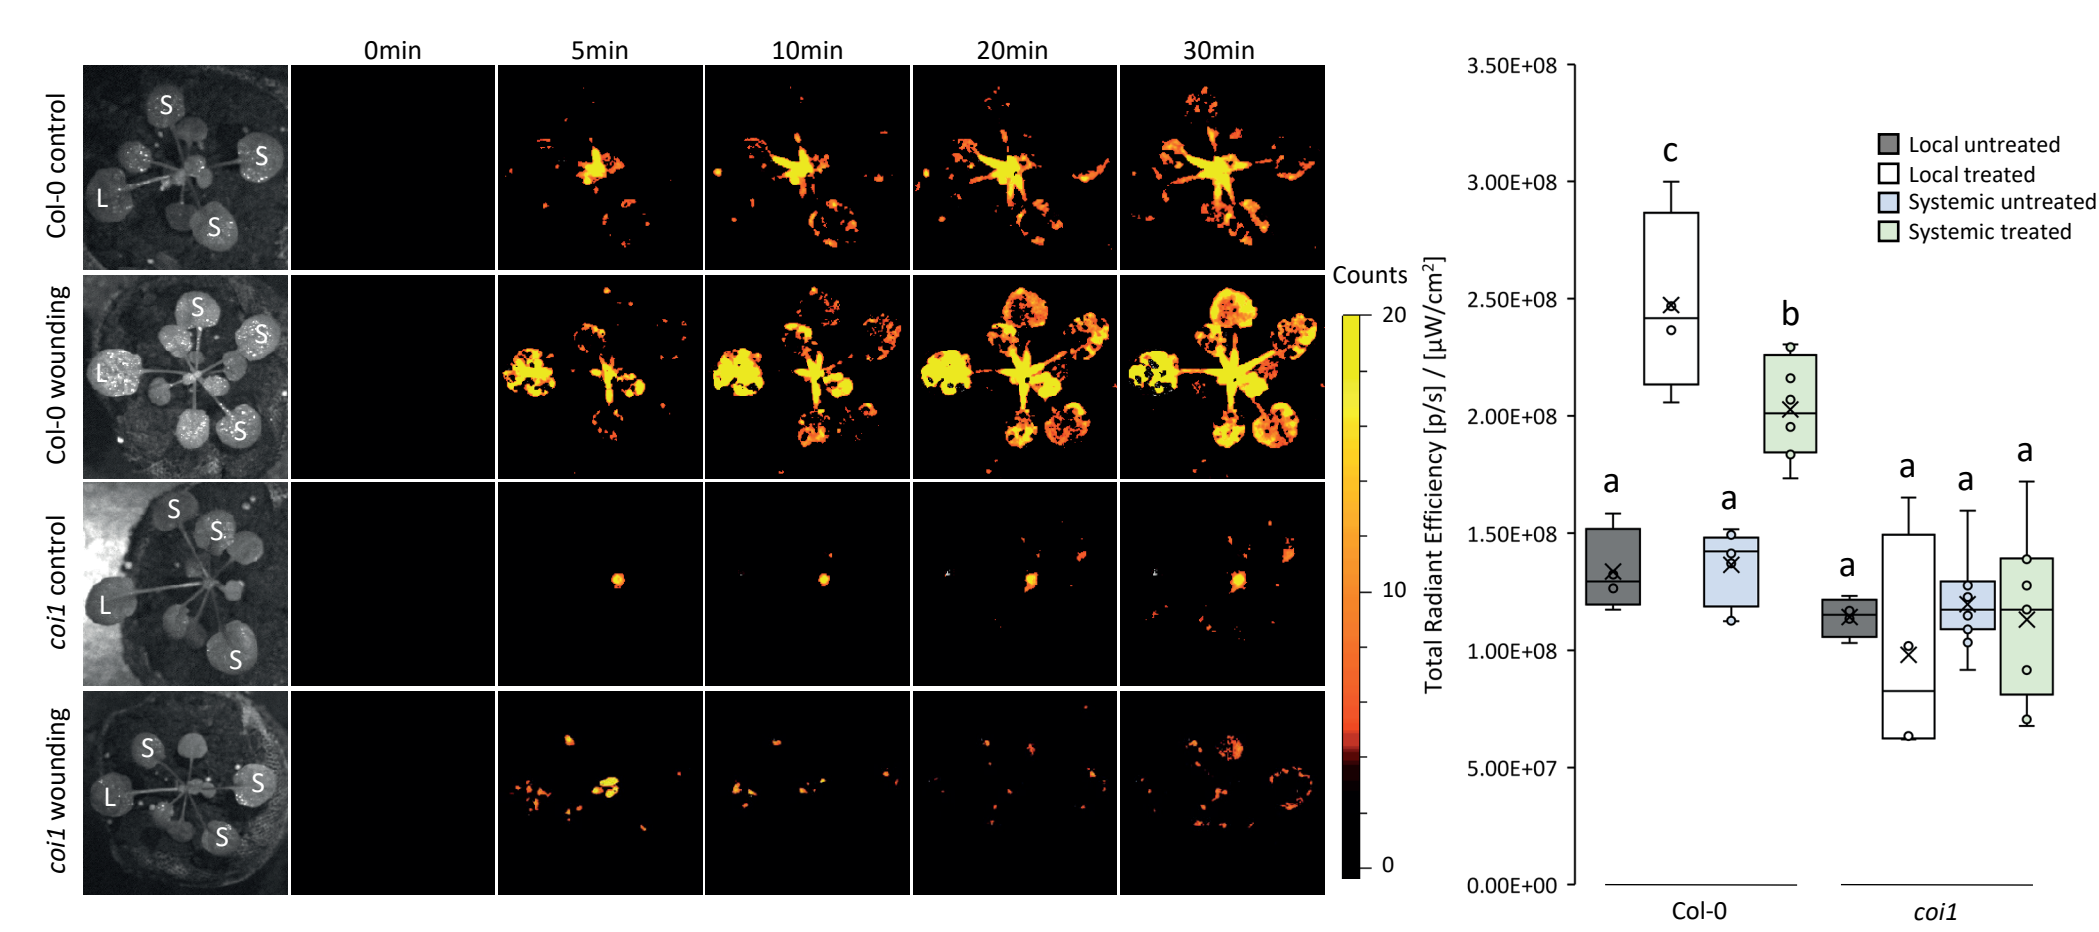 0min 5min 10min 20min 30min
Col-0 control
S
S
L
S
Col-0 wounding
S
S
L
S
coi1 control
S
S
L
S
coi1 wounding
S
S
L
S
Counts
20
10
0
Total Radiant Efficiency [p/s] / [µW/cm²]
3.50E+08
3.00E+08
2.50E+08
2.00E+08
1.50E+08
1.00E+08
5.00E+07
0.00E+00
a
c
a
b
a
a
a
a
Local untreated
Local treated
Systemic untreated
Systemic treated
Col-0
coi1